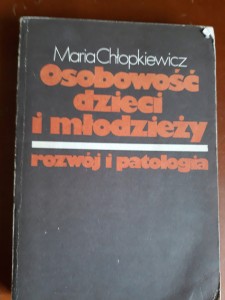 Maria Chłopkiewicz
Osobowość
dzieci
i młodzieży
rozwój i patologia